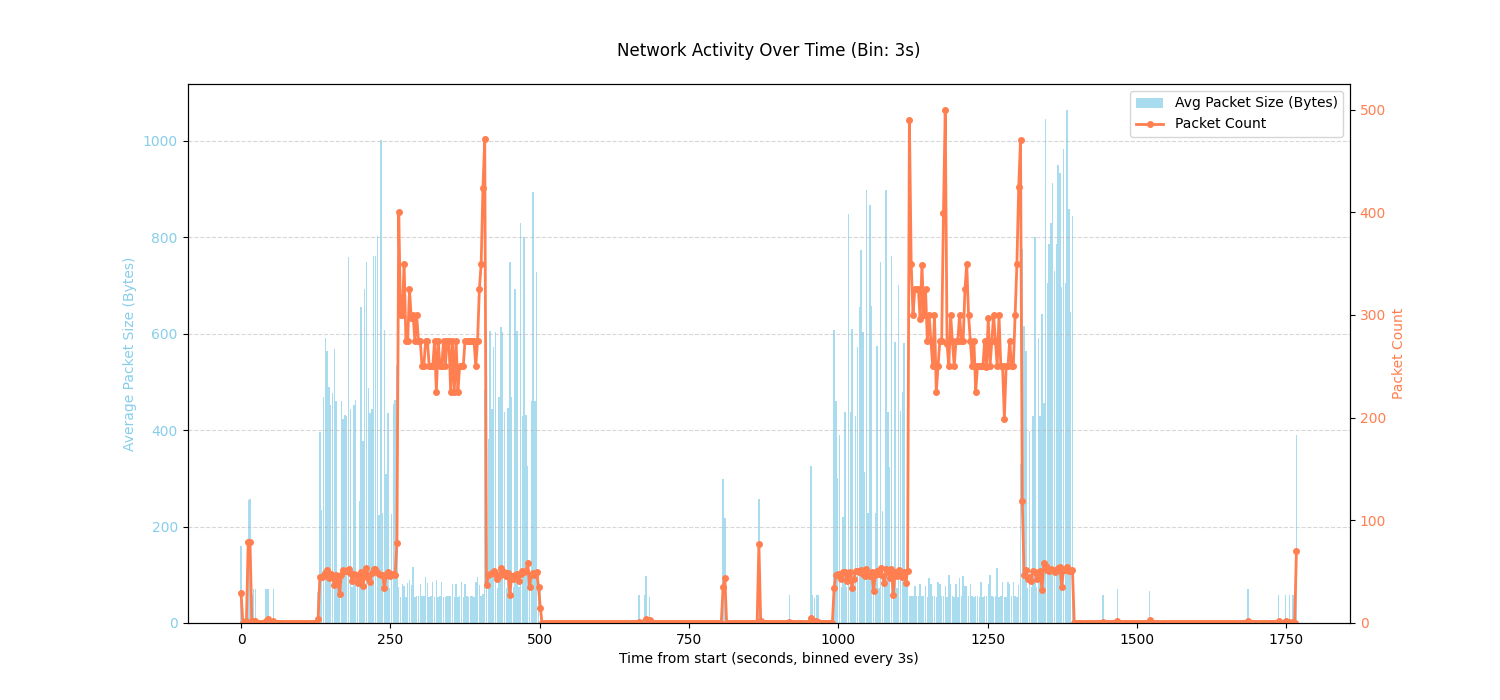 Network Activity Over Time (Bin: 3s)
Avg Packet Size (Bytes)
Packet Count
1000
800
600
400
200
0
Average Packet Size (Bytes)
500
400
300
200
100
0
Packet Count
0 250 500 750 1000 1250 1500 1750
Time from start (seconds, binned every 3s)